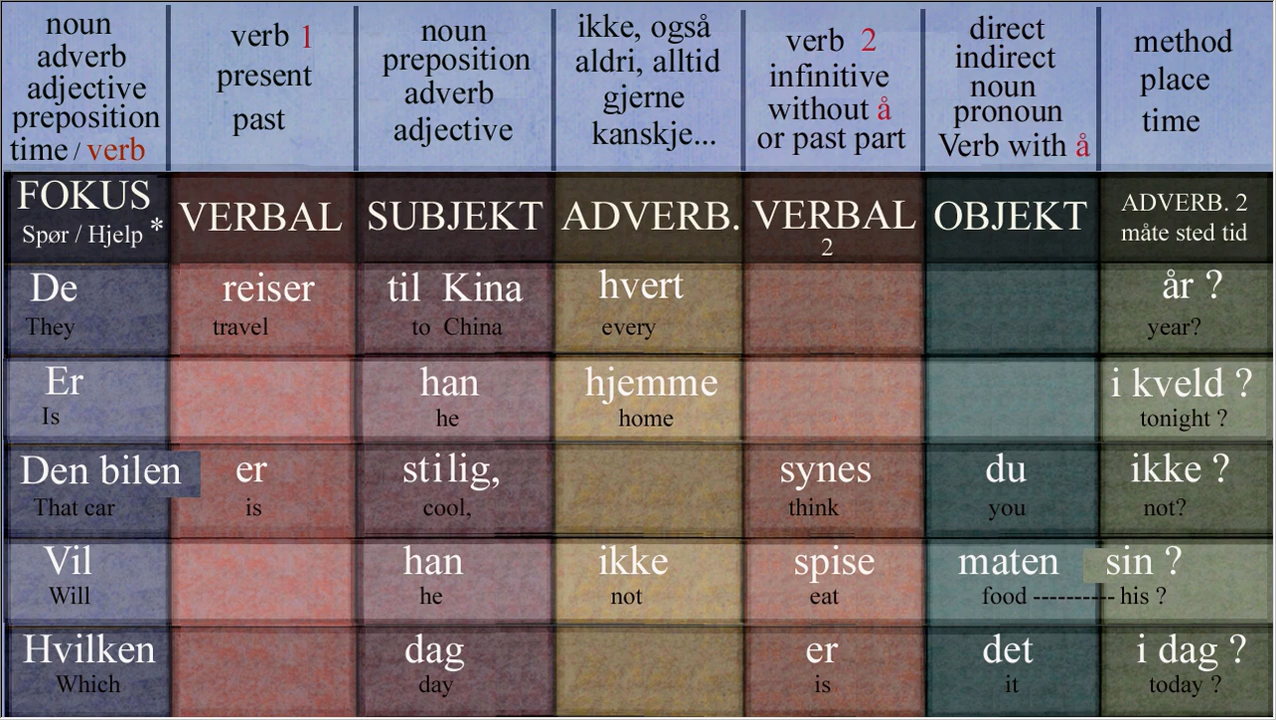 noun
adverb
adjective
preposition
time / verb
verb 1
present
past
noun
preposition
adverb
adjective
ikke, også
aldri, alltid
gjerne
kanskje...
verb 2
infinitive
without å
or past part
direct
indirect
noun
pronoun
Verb with å
method
place
time
FOKUS
Spør / Hjelp *
VERBAL
SUBJEKT
ADVERB.
VERBAL
2
OBJEKT
ADVERB. 2
måte sted tid
De reiser til Kina hvert år ?
They travel to China every year?
Er han hjemme i kveld ?
Is he home tonight ?
Den bilen er stilig, synes du ikke ?
That car is cool, think you not?
Vil han ikke spise maten sin ?
Will he not eat food ---------- his ?
Hvilken dag er det i dag ?
Which day is it today ?